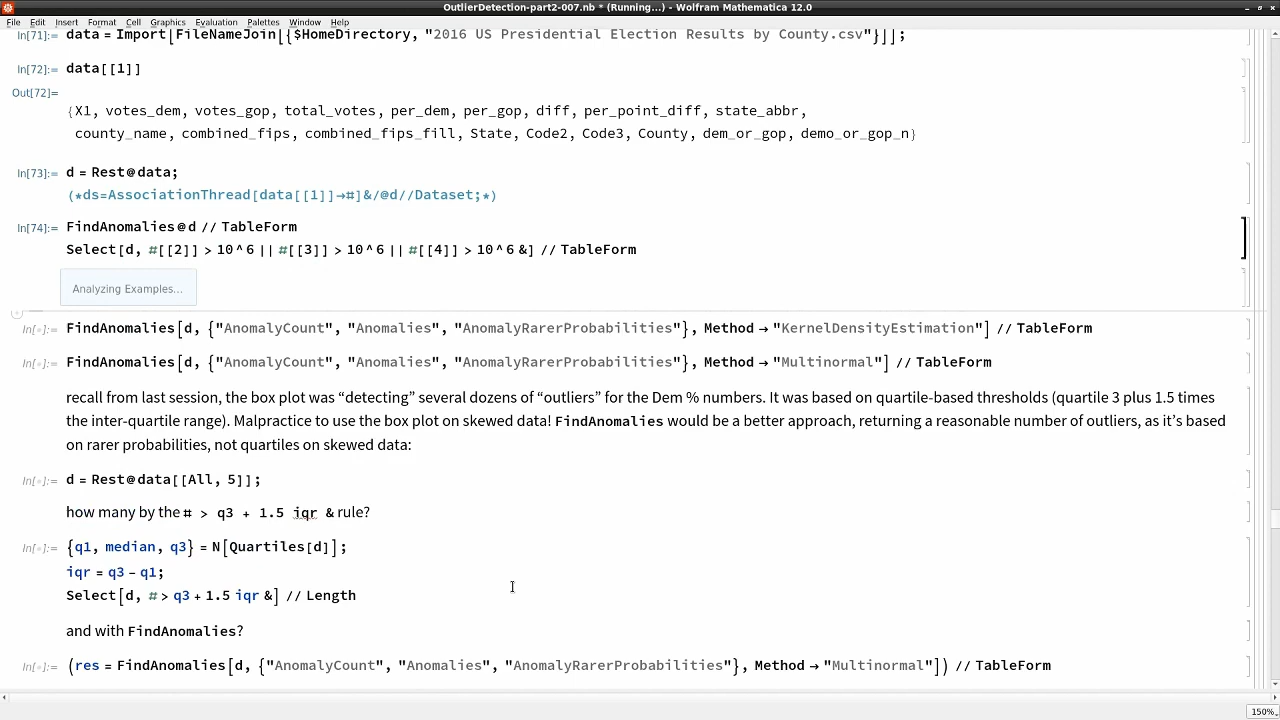 OutlierDetection-part2-007.nb * (Running...) - Wolfram Mathematica 12.0
File Edit Insert Format Cell Graphics Evaluation Palettes Window Help
In[71]:= data = Import[FileNameJoin[{$HomeDirectory, "2016 US Presidential Election Results by County.csv"}]];
In[72]:= data[[1]]
Out[72]=
{X1, votes_dem, votes_gop, total_votes, per_dem, per_gop, diff, per_point_diff, state_abbr,
county_name, combined_fips, combined_fips_fill, State, Code2, Code3, County, dem_or_gop, demo_or_gop_n}
In[73]:= d = Rest@data;
(*ds=AssociationThread[data[[1]]→#]&/@d//Dataset;*)
In[74]:= FindAnomalies@d // TableForm
Select[d, #[[2]] > 10^6 || #[[3]] > 10^6 || #[[4]] > 10^6 &] // TableForm
Analyzing Examples...
In[∘]:= FindAnomalies[d, {"AnomalyCount", "Anomalies", "AnomalyRarerProbabilities"}, Method → "KernelDensityEstimation"] // TableForm
In[∘]:= FindAnomalies[d, {"AnomalyCount", "Anomalies", "AnomalyRarerProbabilities"}, Method → "Multinormal"] // TableForm
recall from last session, the box plot was “detecting” several dozens of “outliers” for the Dem % numbers. It was based on quartile-based thresholds (quartile 3 plus 1.5 times
the inter-quartile range). Malpractice to use the box plot on skewed data! FindAnomalies would be a better approach, returning a reasonable number of outliers, as it’s based
on rarer probabilities, not quartiles on skewed data:
In[∘]:= d = Rest@data[[All, 5]];
how many by the # > q3 + 1.5 iqr & rule?
In[∘]:= {q1, median, q3} = N[Quartiles[d]];
iqr = q3 - q1;
Select[d, # > q3 + 1.5 iqr &] // Length
and with FindAnomalies?
In[∘]:= (res = FindAnomalies[d, {"AnomalyCount", "Anomalies", "AnomalyRarerProbabilities"}, Method → "Multinormal"]) // TableForm
150%